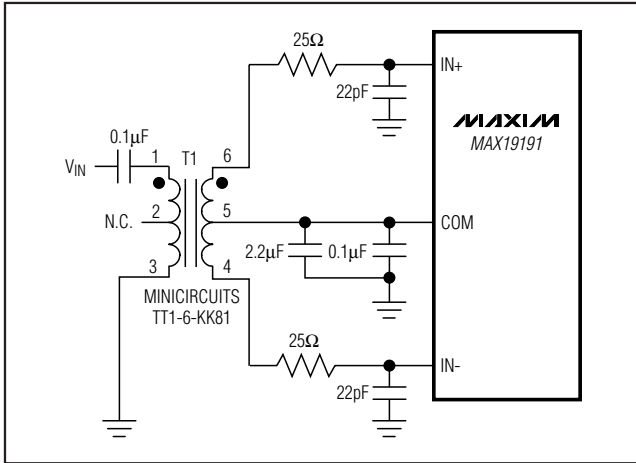 25Ω
IN+
22pF
MAXIM
MAX19191
0.1μF
1
T1
6
VIN
2
5
N.C.
COM
2.2μF
0.1μF
3
4
MINICIRCUITS
TT1-6-KK81
25Ω
IN-
22pF